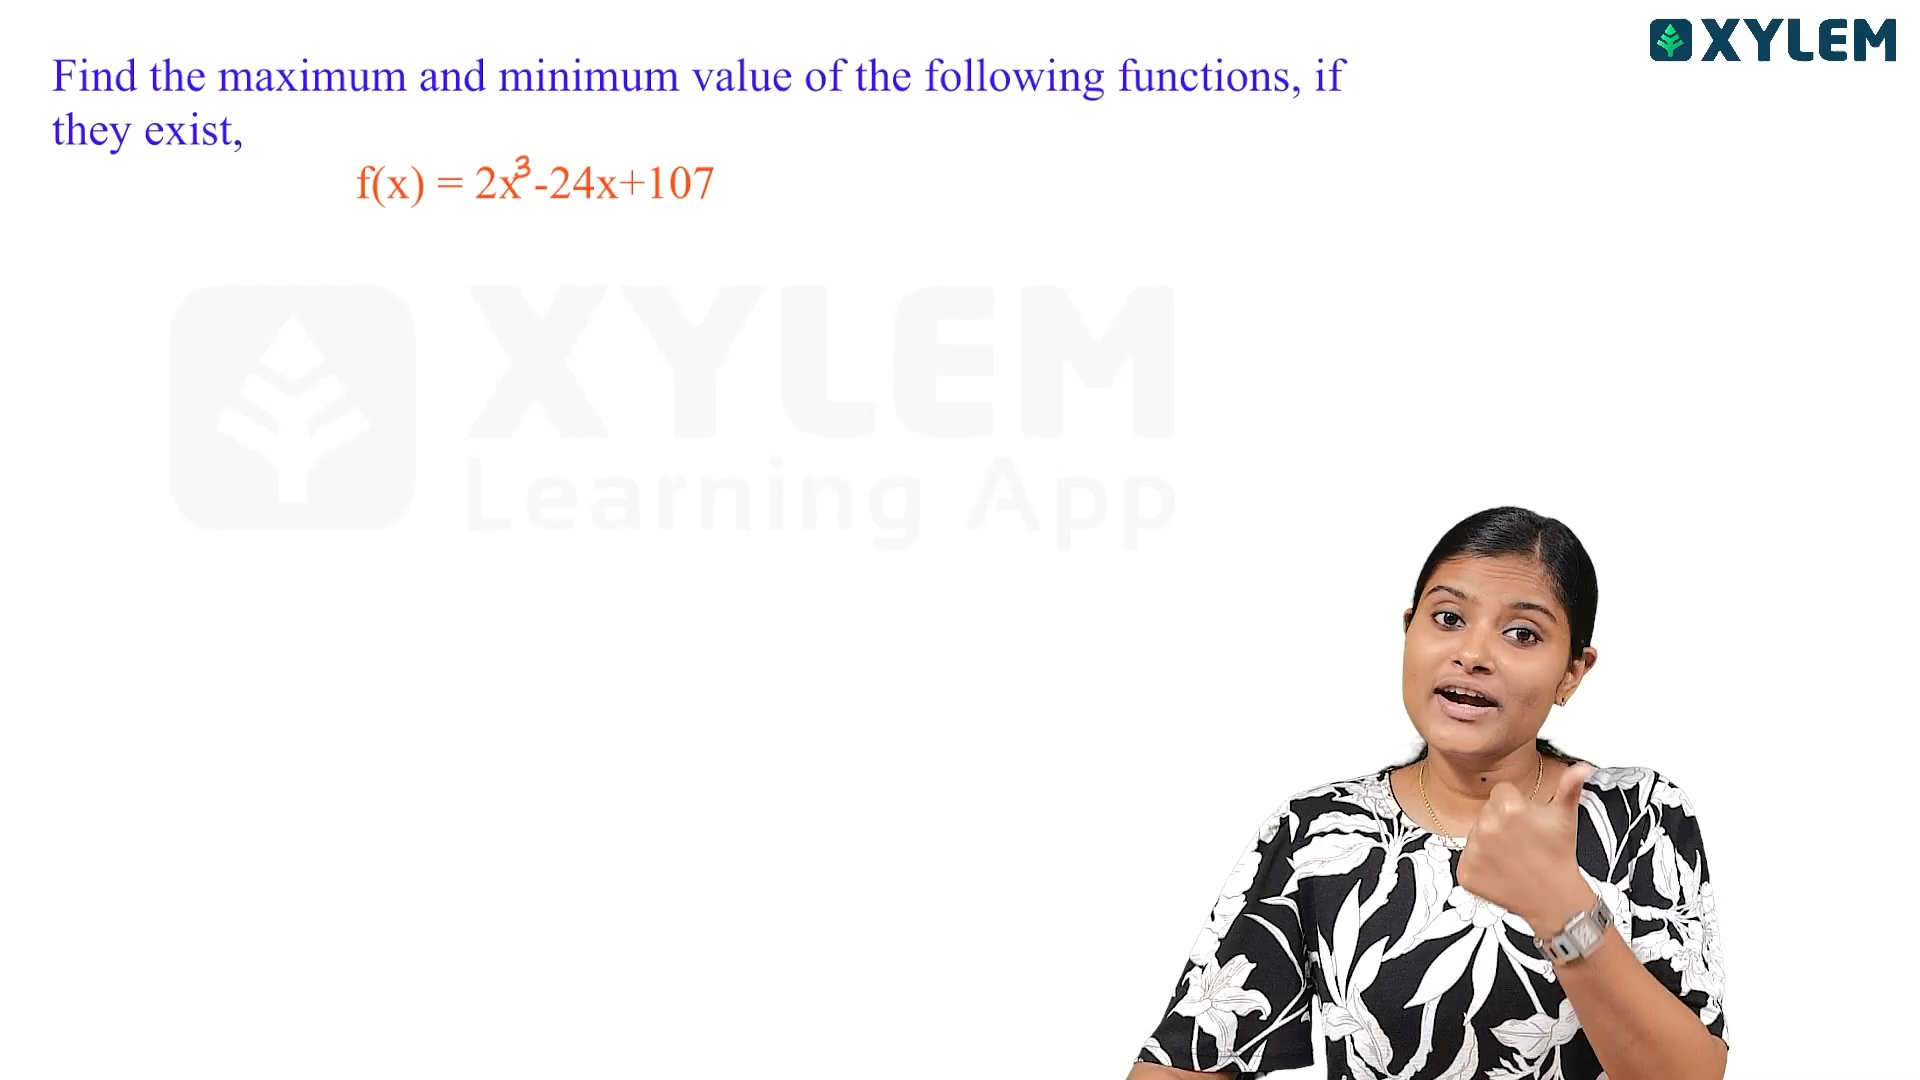 XYLEM
Find the maximum and minimum value of the following functions, if
they exist,
f(x) = 2x³-24x+107
XYLEM
Learning App